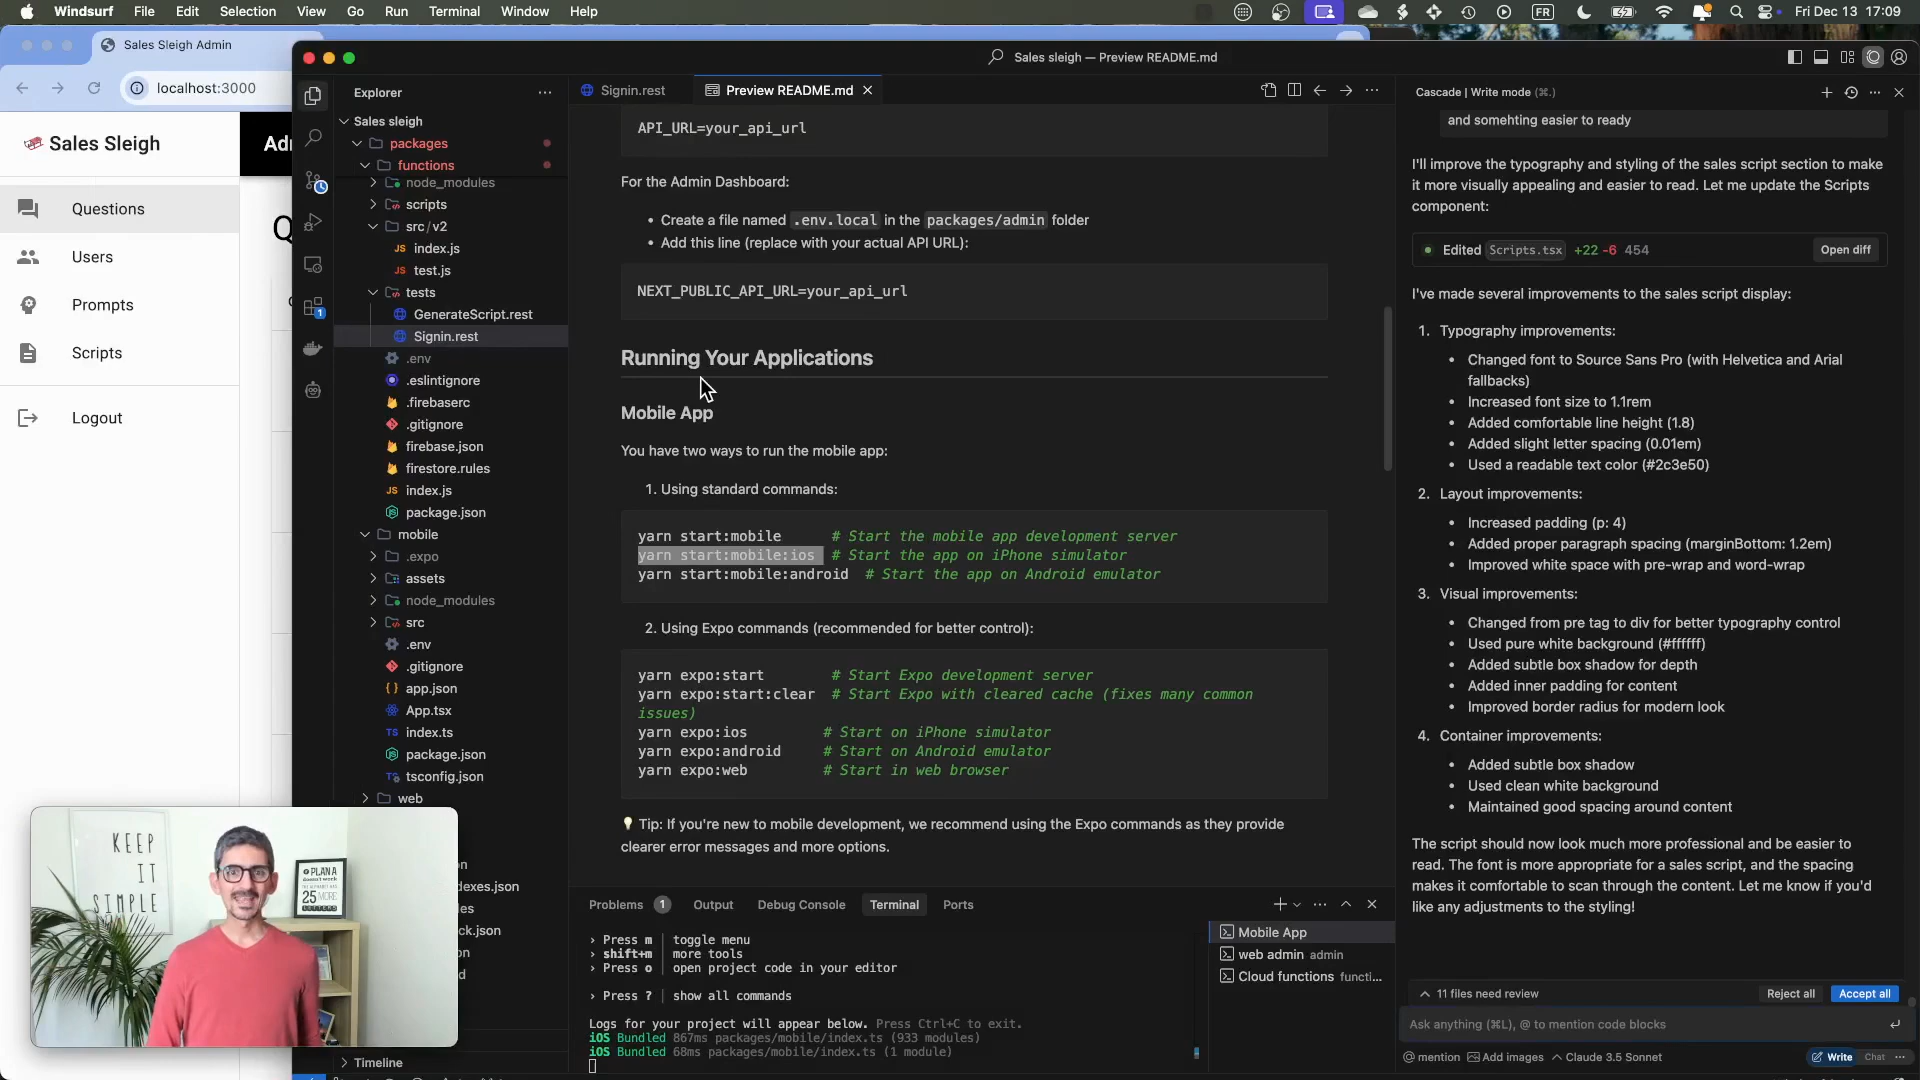 Windsurf File Edit Selection View Go Run Terminal Window Help
FR Fri Dec 13 17:09
Sales Sleigh Admin
localhost:3000
Sales Sleigh
Questions
Users
Prompts
Scripts
Logout
Sales sleigh — Preview README.md
Explorer
Sales sleigh
packages
functions
node_modules
scripts
src/v2
index.js
test.js
tests
GenerateScript.rest
Signin.rest
.env
.eslintignore
.firebaserc
.gitignore
firebase.json
firestore.rules
index.js
package.json
mobile
.expo
assets
node_modules
src
.env
.gitignore
app.json
App.tsx
index.ts
package.json
tsconfig.json
web
Timeline
KEEP
IT
SIMPLE
A PLAN
25
Signin.rest
Preview README.md
API_URL=your_api_url
For the Admin Dashboard:
• Create a file named .env.local in the packages/admin folder
• Add this line (replace with your actual API URL):
NEXT_PUBLIC_API_URL=your_api_url
Running Your Applications
Mobile App
You have two ways to run the mobile app:
1. Using standard commands:
yarn start:mobile # Start the mobile app development server
yarn start:mobile:ios # Start the app on iPhone simulator
yarn start:mobile:android # Start the app on Android emulator
2. Using Expo commands (recommended for better control):
yarn expo:start # Start Expo development server
yarn expo:start:clear # Start Expo with cleared cache (fixes many common
issues)
yarn expo:ios # Start on iPhone simulator
yarn expo:android # Start on Android emulator
yarn expo:web # Start in web browser
💡 Tip: If you're new to mobile development, we recommend using the Expo commands as they provide
clearer error messages and more options.
Problems 1 Output Debug Console Terminal Ports
› Press m | toggle menu
› shift+m | more tools
› Press o | open project code in your editor
› Press ? | show all commands
Logs for your project will appear below. Press Ctrl+C to exit.
iOS Bundled 867ms packages/mobile/index.ts (933 modules)
iOS Bundled 68ms packages/mobile/index.ts (1 module)
Mobile App
web admin admin
Cloud functions functi...
Cascade | Write mode (⌘.)
and somehting easier to ready
I'll improve the typography and styling of the sales script section to make
it more visually appealing and easier to read. Let me update the Scripts
component:
Edited Scripts.tsx +22 -6 454 Open diff
I've made several improvements to the sales script display:
1. Typography improvements:
• Changed font to Source Sans Pro (with Helvetica and Arial
fallbacks)
• Increased font size to 1.1rem
• Added comfortable line height (1.8)
• Added slight letter spacing (0.01em)
• Used a readable text color (#2c3e50)
2. Layout improvements:
• Increased padding (p: 4)
• Added proper paragraph spacing (marginBottom: 1.2em)
• Improved white space with pre-wrap and word-wrap
3. Visual improvements:
• Changed from pre tag to div for better typography control
• Used pure white background (#ffffff)
• Added subtle box shadow for depth
• Added inner padding for content
• Improved border radius for modern look
4. Container improvements:
• Added subtle box shadow
• Used clean white background
• Maintained good spacing around content
The script should now look much more professional and be easier to
read. The font is more appropriate for a sales script, and the spacing
makes it comfortable to scan through the content. Let me know if you'd
like any adjustments to the styling!
11 files need review Reject all Accept all
Ask anything (⌘L), @ to mention code blocks
@ mention Add images Claude 3.5 Sonnet Write Chat